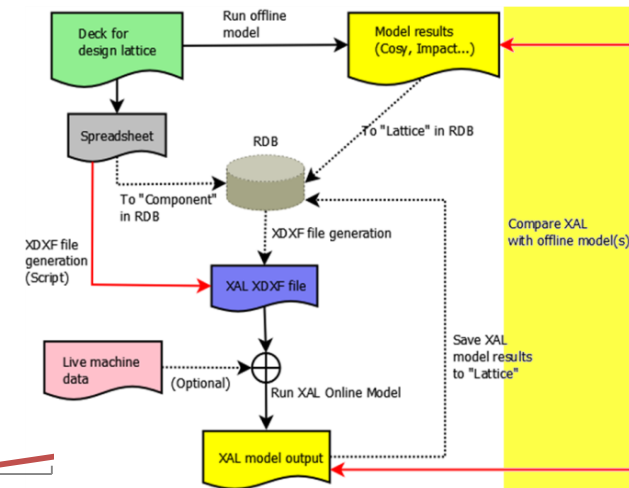 Deck for
design lattice
Run offline
model
Model results
(Cosy, Impact...)
Spreadsheet
RDB
To "Lattice" in RDB
To "Component"
in RDB
XDXF file
generation
(Script)
XDXF file generation
Compare XAL
with offline model(s)
XAL XDXF file
Live machine
data
(Optional)
Save XAL
model results
to "Lattice"
Run XAL Online Model
XAL model output